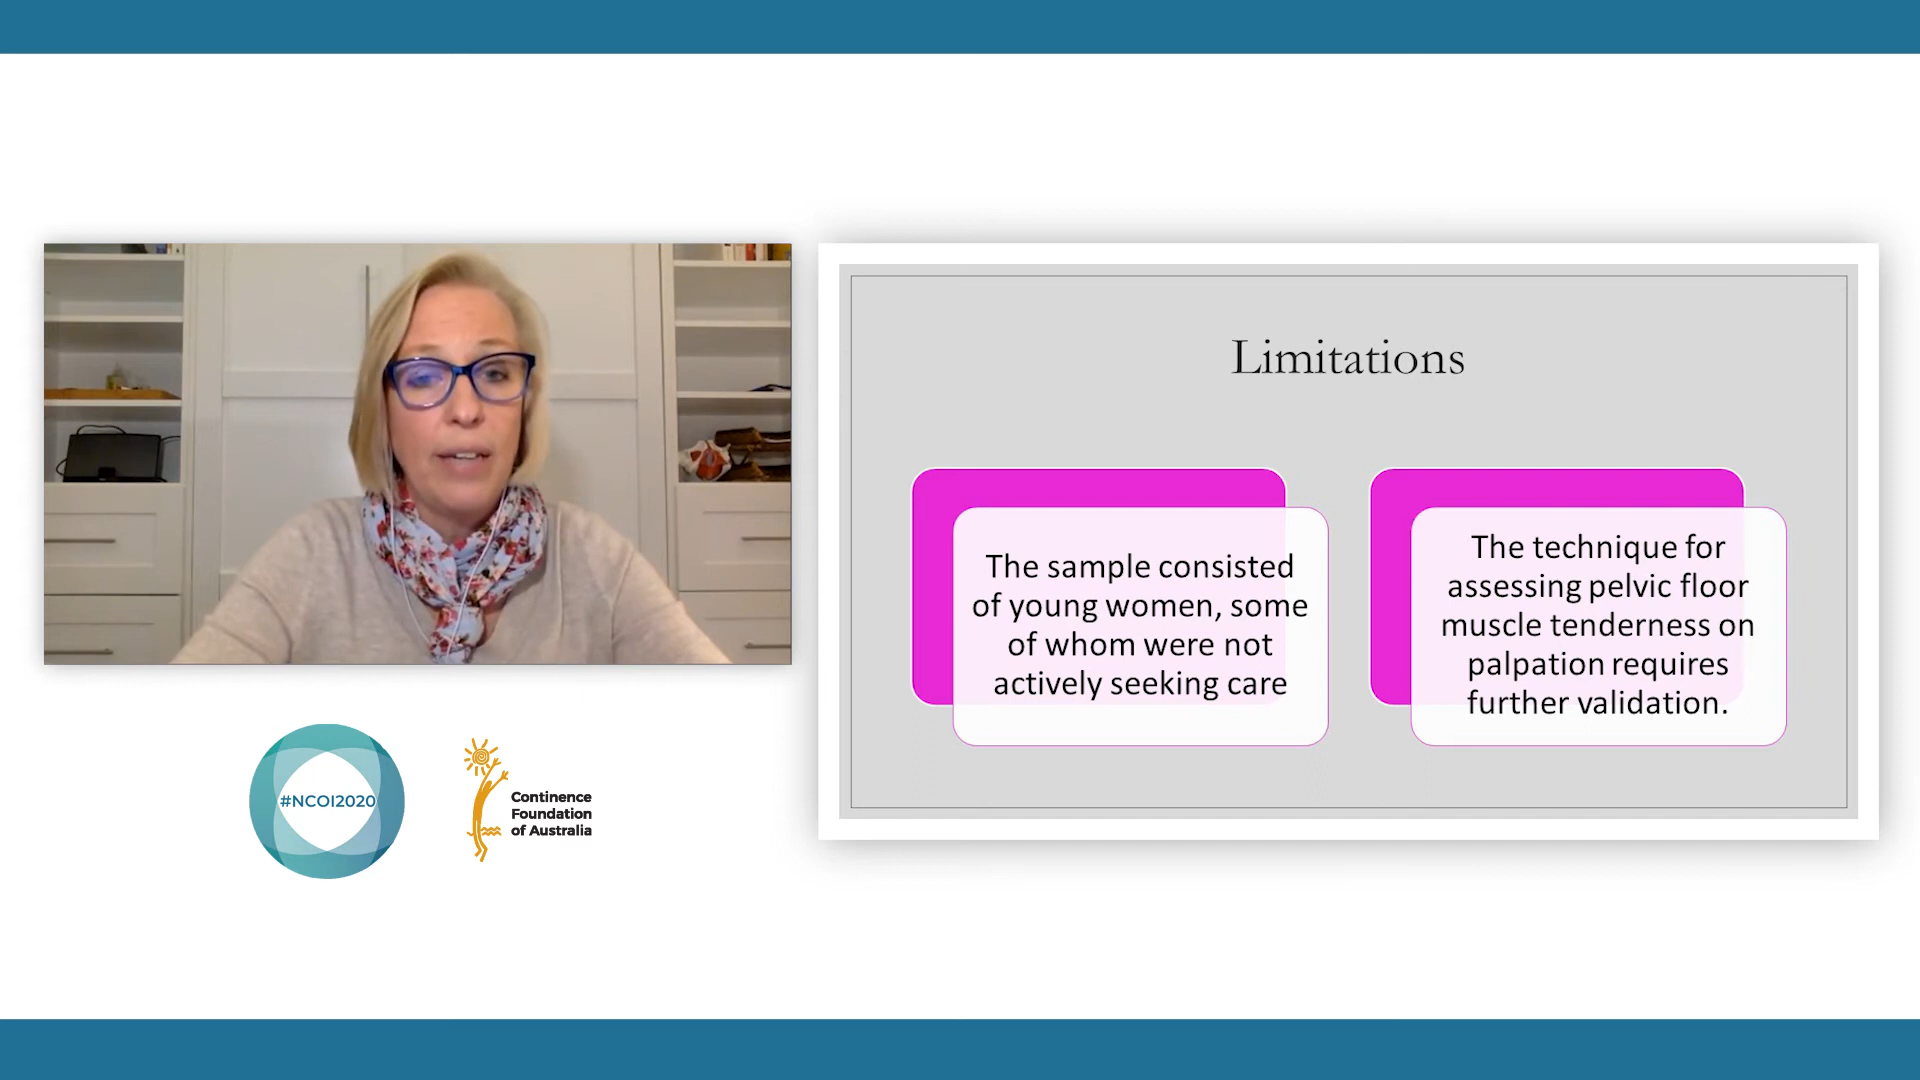 Limitations
The sample consisted
of young women, some
of whom were not
actively seeking care
The technique for
assessing pelvic floor
muscle tenderness on
palpation requires
further validation.
#NCOI2020
Continence
Foundation
of Australia